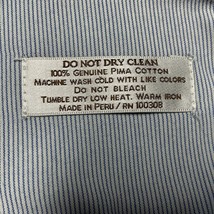 DO NOT DRY CLEAN
100% GENUINE PIMA COTTON
MACHINE WASH COLD WITH LIKE COLORS
DO NOT BLEACH
TUMBLE DRY LOW HEAT. WARM IRON
MADE IN PERU / RN 100308